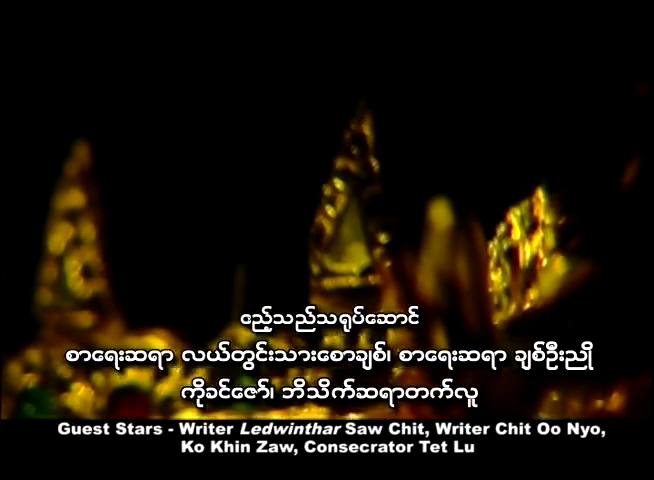 ဧည့်သည်သရုပ်ဆောင်
စာရေးဆရာ လယ်တွင်းသားစောချစ်၊ စာရေးဆရာ ချစ်ဦးညို
ကိုခင်ဇော်၊ ဘိသိက်ဆရာတက်လူ
Guest Stars - Writer Ledwinthar Saw Chit, Writer Chit Oo Nyo,
Ko Khin Zaw, Consecrator Tet Lu